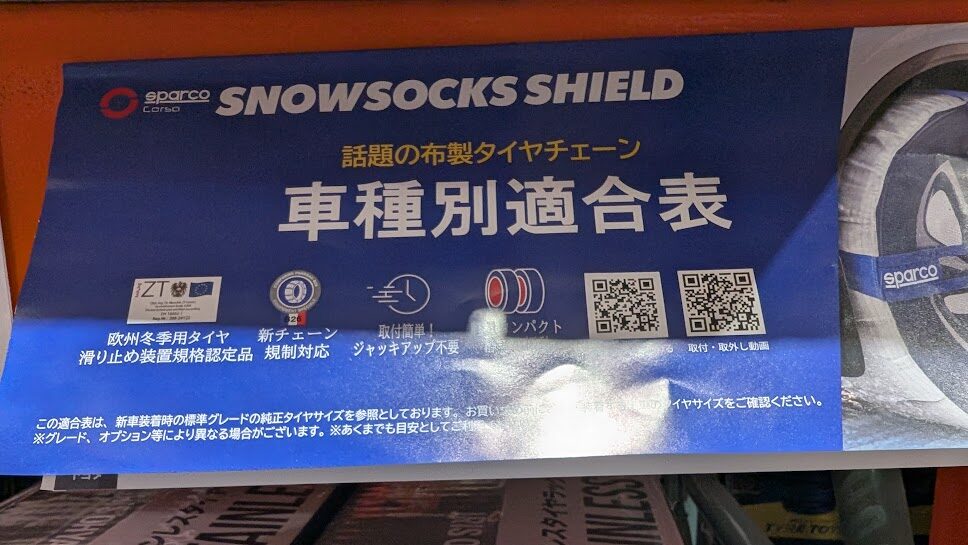 sparco
corsa
SNOWSOCKS SHIELD
話題の布製タイヤチェーン
車種別適合表
ZT
欧州冬季用タイヤ
滑り止め装置規格認定品
新チェーン
規制対応
取付簡単!
ジャッキアップ不要
ンパクト
取付・取外し動画
この適合表は、新車装着時の標準グレードの純正タイヤサイズを参照としております。お買い
タイヤサイズをご確認ください。
※グレード、オプション等により異なる場合がございます。※あくまでも目安としてご利
sparco